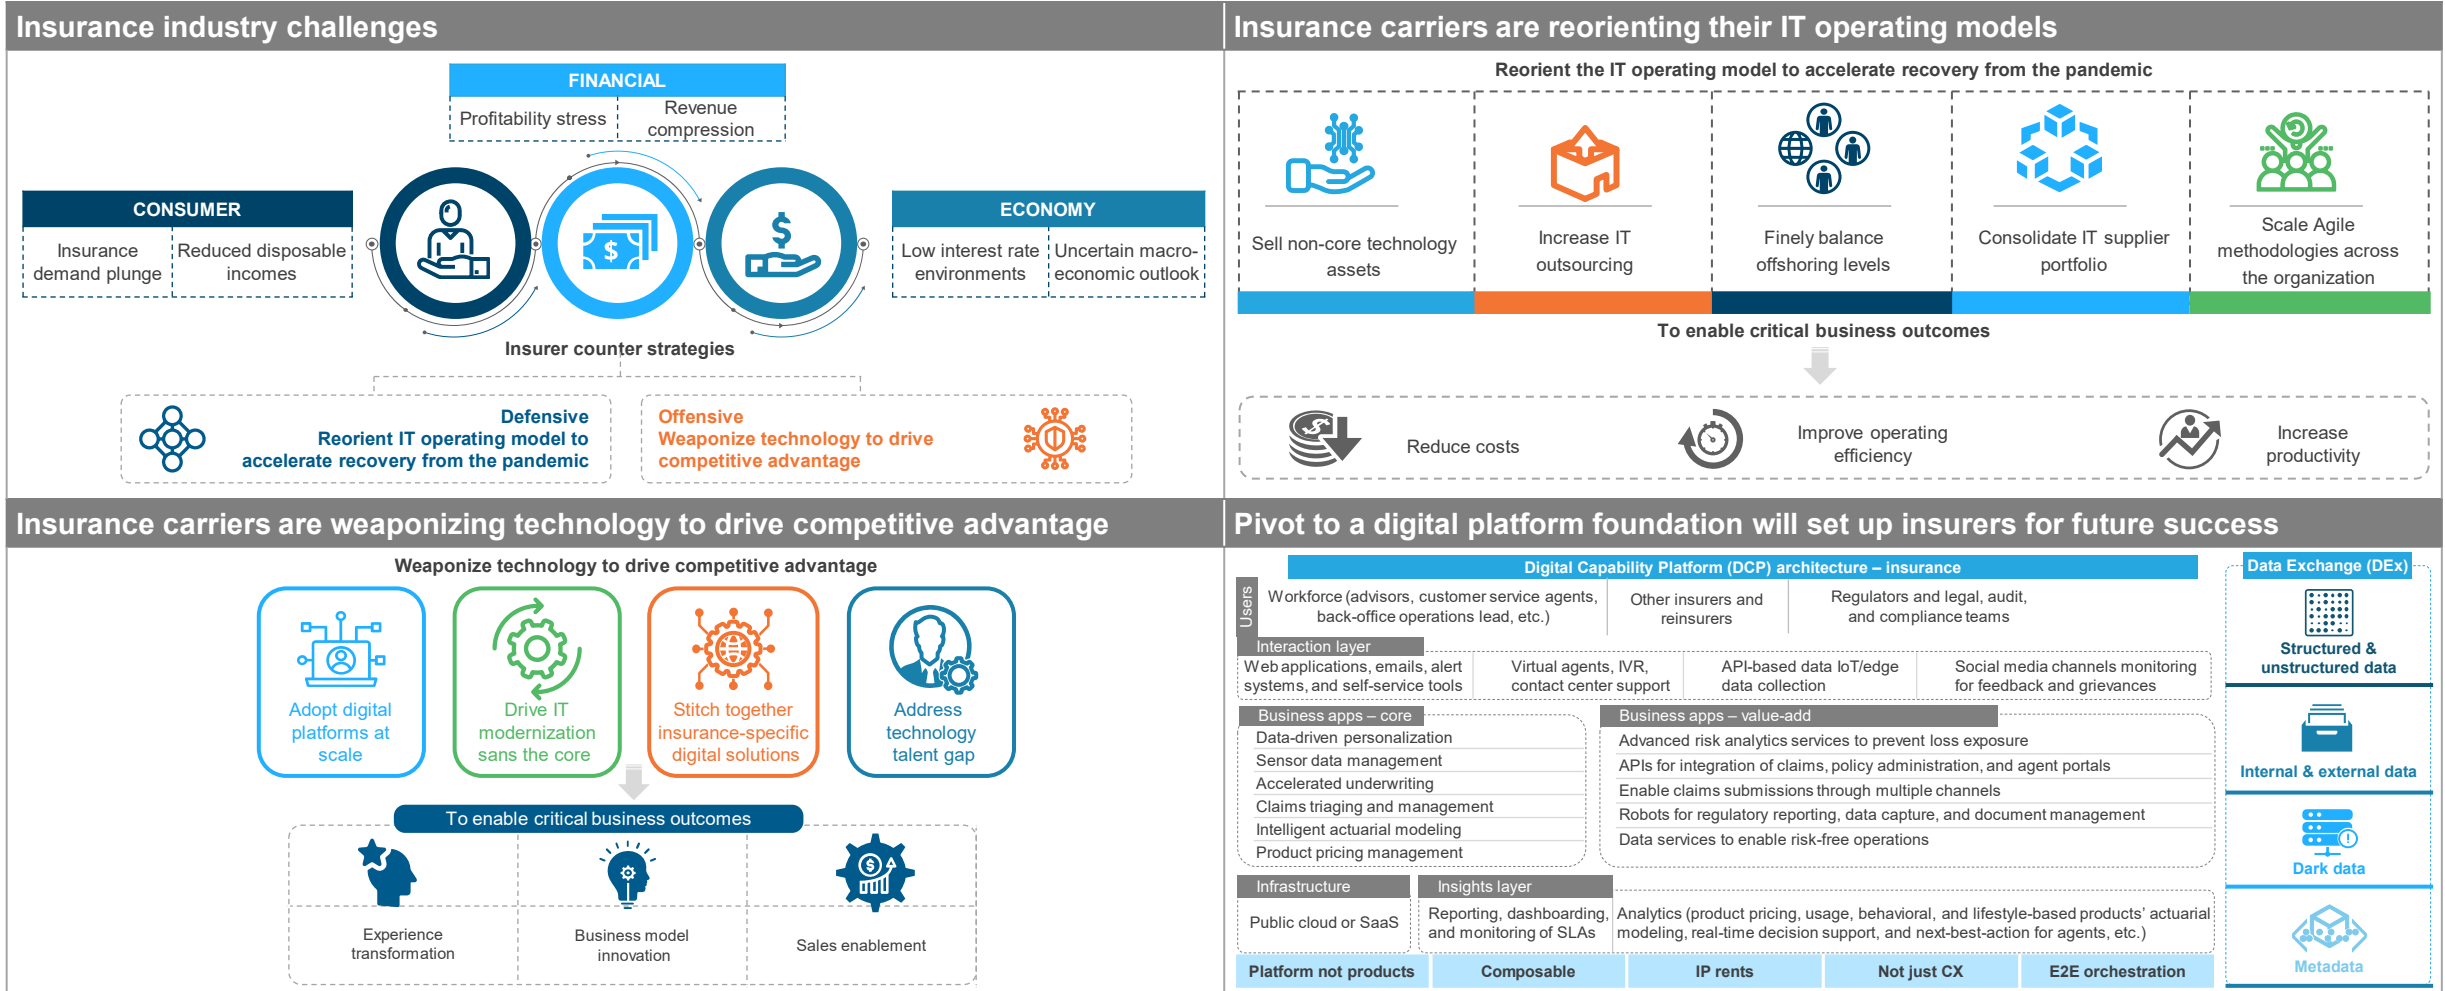 Insurance industry challenges
FINANCIAL
Profitability stress
Revenue
compression
CONSUMER
Insurance
demand plunge
Reduced disposable
incomes
ECONOMY
Low interest rate
environments
Uncertain macro-
economic outlook
Insurer counter strategies
Defensive
Reorient IT operating model to
accelerate recovery from the pandemic
Offensive
Weaponize technology to drive
competitive advantage
Insurance carriers are reorienting their IT operating models
Reorient the IT operating model to accelerate recovery from the pandemic
Sell non-core technology
assets
Increase IT
outsourcing
Finely balance
offshoring levels
Consolidate IT supplier
portfolio
Scale Agile
methodologies across
the organization
To enable critical business outcomes
Reduce costs
Improve operating
efficiency
Increase
productivity
Insurance carriers are weaponizing technology to drive competitive advantage
Weaponize technology to drive competitive advantage
Adopt digital
platforms at
scale
Drive IT
modernization
sans the core
Stitch together
insurance-specific
digital solutions
Address
technology
talent gap
To enable critical business outcomes
Experience
transformation
Business model
innovation
Sales enablement
Pivot to a digital platform foundation will set up insurers for future success
Digital Capability Platform (DCP) architecture – insurance
Users
Workforce (advisors, customer service agents,
back-office operations lead, etc.)
Other insurers and
reinsurers
Regulators and legal, audit,
and compliance teams
Interaction layer
Web applications, emails, alert
systems, and self-service tools
Virtual agents, IVR,
contact center support
API-based data IoT/edge
data collection
Social media channels monitoring
for feedback and grievances
Business apps – core
Data-driven personalization
Sensor data management
Accelerated underwriting
Claims triaging and management
Intelligent actuarial modeling
Product pricing management
Business apps – value-add
Advanced risk analytics services to prevent loss exposure
APIs for integration of claims, policy administration, and agent portals
Enable claims submissions through multiple channels
Robots for regulatory reporting, data capture, and document management
Data services to enable risk-free operations
Infrastructure
Public cloud or SaaS
Insights layer
Reporting, dashboarding,
and monitoring of SLAs
Analytics (product pricing, usage, behavioral, and lifestyle-based products' actuarial
modeling, real-time decision support, and next-best-action for agents, etc.)
Platform not products
Composable
IP rents
Not just CX
E2E orchestration
Data Exchange (DEx)
Structured &
unstructured data
Internal & external data
Dark data
Metadata